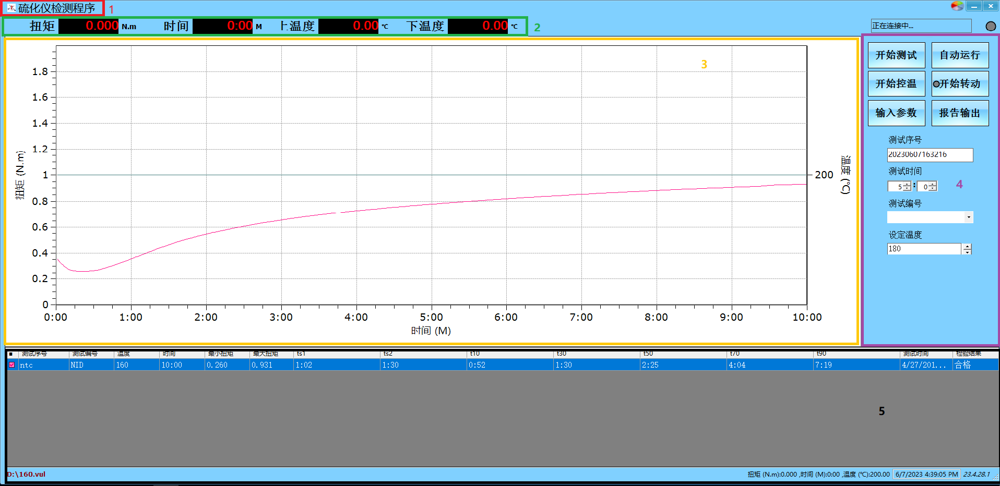 硫化仪检测程序 1
扭矩 0.000 N.m 时间 0:00 M 上温度 0.00 ℃ 下温度 0.00 ℃ 2
正在连接中...
3
1.8
1.6
1.4
1.2
1
0.8
0.6
0.4
0.2
0
扭矩 (N.m)
200
温度 (℃)
0:00 1:00 2:00 3:00 4:00 5:00 6:00 7:00 8:00 9:00 10:00
时间 (M)
开始测试 自动运行
开始控温 开始转动
输入参数 报告输出
测试序号
20230607163216
测试时间
5 : 0
4
测试编号
设定温度
180
测试序号 测试编号 温度 时间 最小扭矩 最大扭矩 ts1 ts2 t10 t30 t50 t70 t90 测试时间 检验结果
ntc NID 160 10:00 0.260 0.931 1:02 1:30 0:52 1:30 2:25 4:04 7:19 4/27/201... 合格
5
D:\160.vul
扭矩 (N.m):0.000 ,时间 (M):0:00 ,温度 (℃):200.00 6/7/2023 4:39:05 PM 23.4.28.1